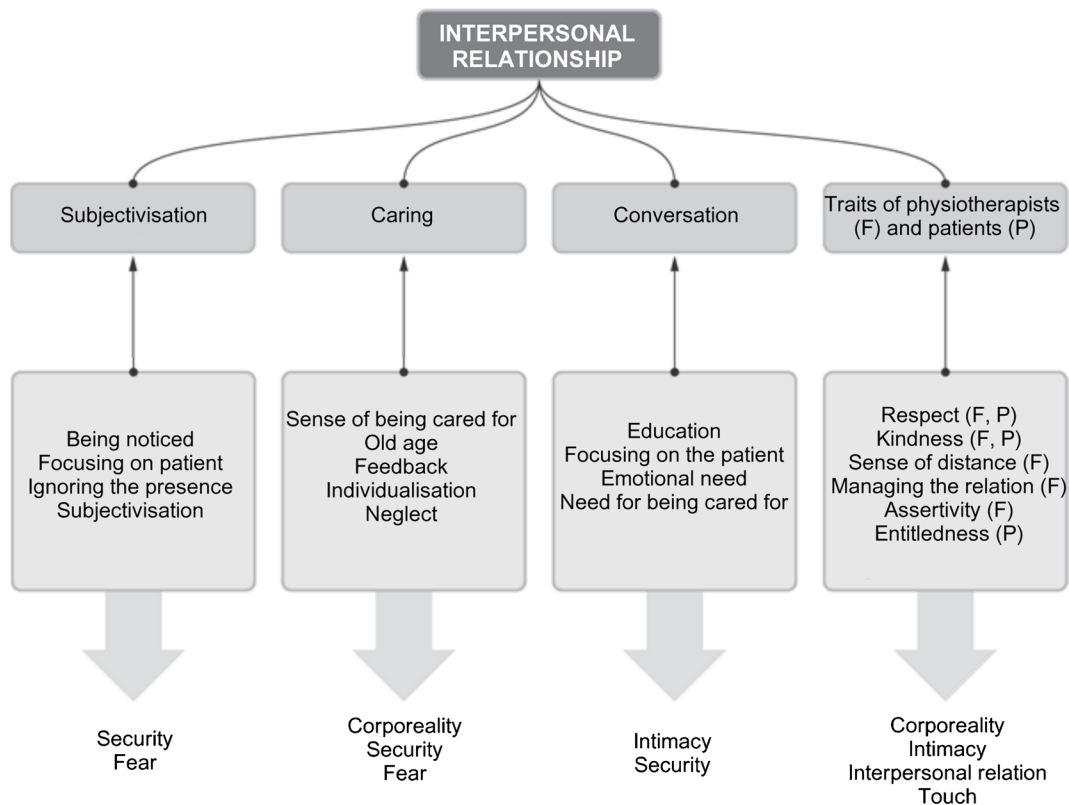 INTERPERSONAL
RELATIONSHIP
Subjectivisation
Caring
Conversation
Traits of physiotherapists
(F) and patients (P)
Being noticed
Focusing on patient
Ignoring the presence
Subjectivisation
Sense of being cared for
Old age
Feedback
Individualisation
Neglect
Education
Focusing on the patient
Emotional need
Need for being cared for
Respect (F, P)
Kindness (F, P)
Sense of distance (F)
Managing the relation (F)
Assertivity (F)
Entitledness (P)
Security
Fear
Corporeality
Security
Fear
Intimacy
Security
Corporeality
Intimacy
Interpersonal relation
Touch